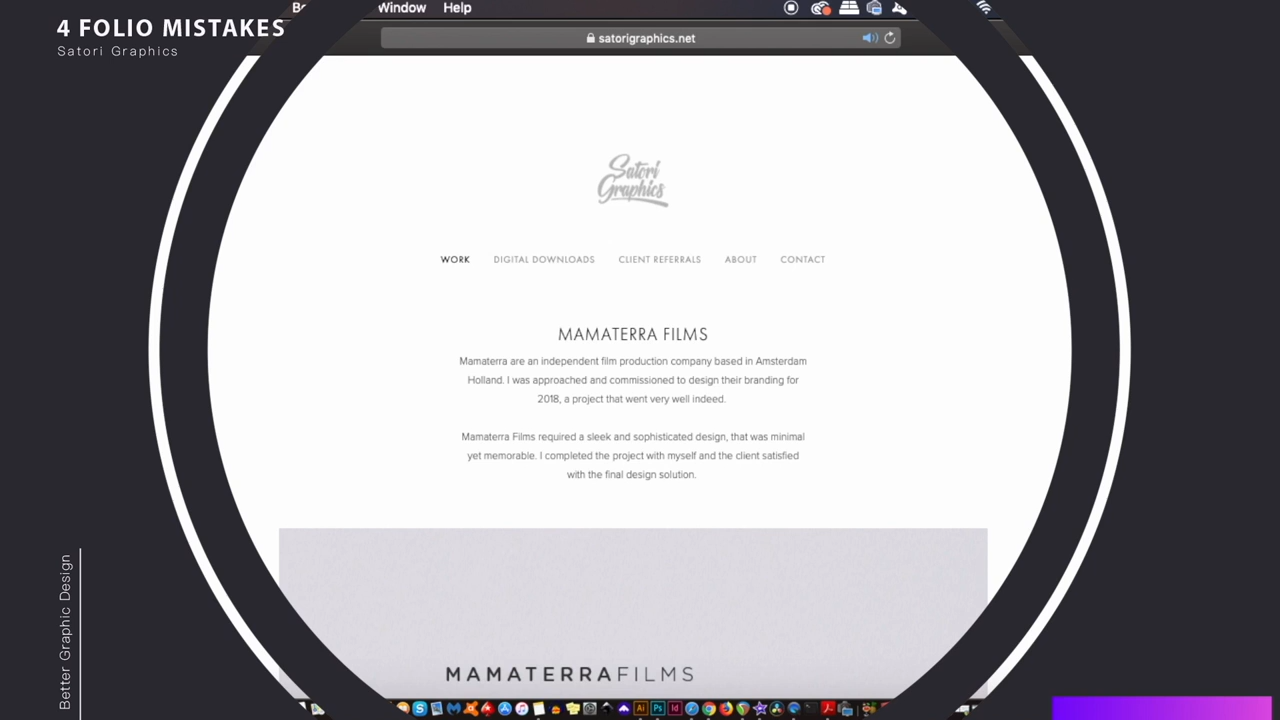 4 FOLIO MISTAKES
Satori Graphics
Window Help
satorigraphics.net
Satori
Graphics
WORK DIGITAL DOWNLOADS CLIENT REFERRALS ABOUT CONTACT
MAMATERRA FILMS
Mamaterra are an independent film production company based in Amsterdam
Holland. I was approached and commissioned to design their branding for
2018, a project that went very well indeed.
Mamaterra Films required a sleek and sophisticated design, that was minimal
yet memorable. I completed the project with myself and the client satisfied
with the final design solution.
MAMATERRAFILMS
Better Graphic Design
Ai Ps Id